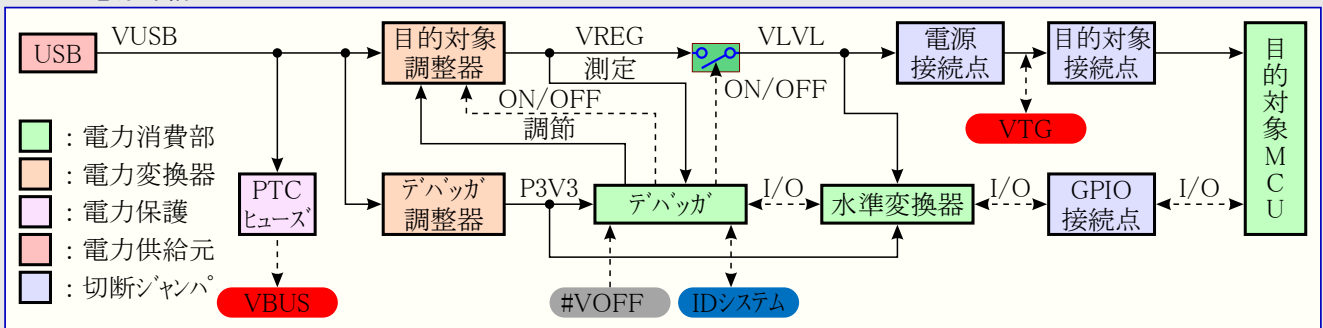 USB
VUSB
目的対象
調整器
VREG
測定
VLVL
電源
接続点
目的対象
接続点
目的対象MCU
ON/OFF
調節
ON/OFF
VTG
：電力消費部
：電力変換器
：電力保護
：電力供給元
：切断ジャンパ
PTC
ヒューズ
デバッガ
調整器
P3V3
デバッガ
I/O
水準変換器
I/O
GPIO
接続点
I/O
VBUS
#VOFF
IDシステム